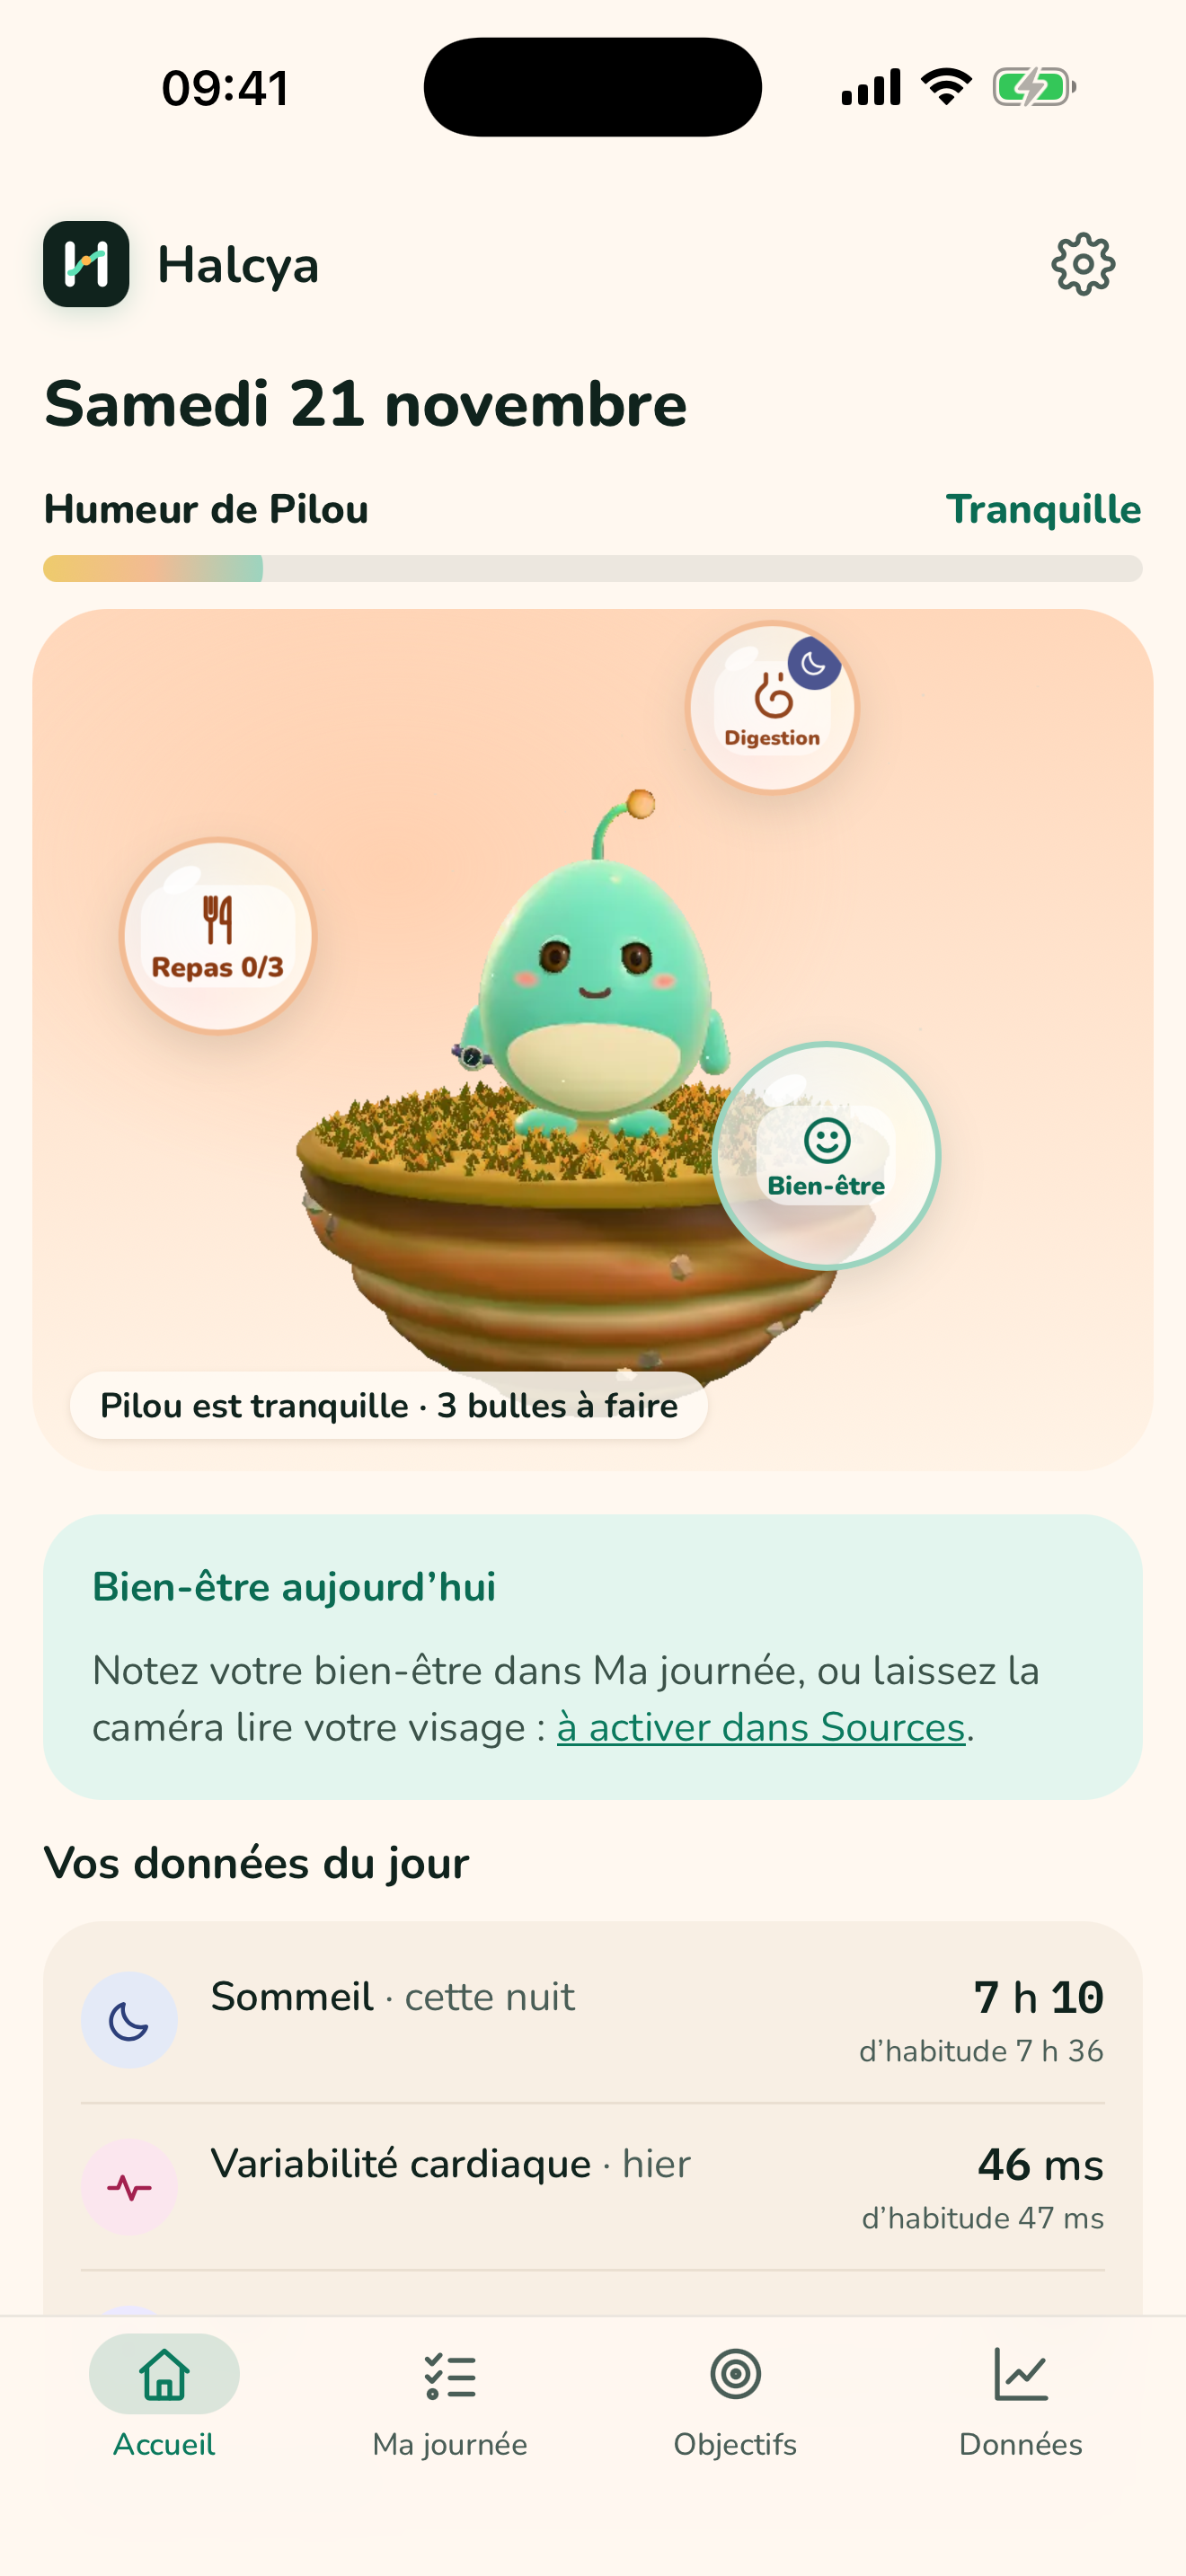 09:41
Halcya
Samedi 21 novembre
Humeur de Pilou
Tranquille
Digestion
Repas 0/3
Bien-être
Pilou est tranquille · 3 bulles à faire
Bien-être aujourd’hui
Notez votre bien-être dans Ma journée, ou laissez la
caméra lire votre visage : à activer dans Sources.
Vos données du jour
Sommeil · cette nuit
7 h 10
d’habitude 7 h 36
Variabilité cardiaque · hier
46 ms
d’habitude 47 ms
Accueil
Ma journée
Objectifs
Données